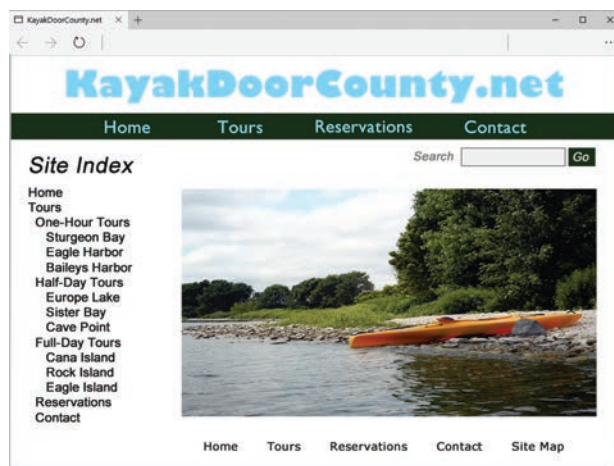 KayakDoorCounty.net
KayakDoorCounty.net
Home Tours Reservations Contact
Search Go
Site Index
Home
Tours
One-Hour Tours
Sturgeon Bay
Eagle Harbor
Baileys Harbor
Half-Day Tours
Europe Lake
Sister Bay
Cave Point
Full-Day Tours
Cana Island
Rock Island
Eagle Island
Reservations
Contact
Home Tours Reservations Contact Site Map